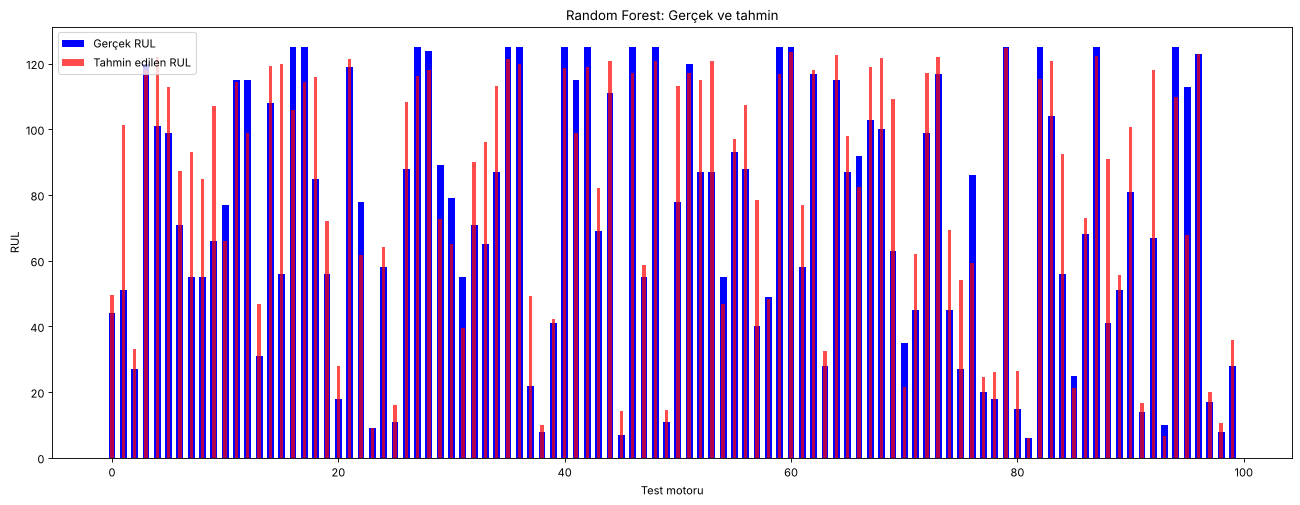 Random Forest: Gerçek ve tahmin
Gerçek RUL
Tahmin edilen RUL
120
100
80
60
40
20
0
RUL
0 20 40 60 80 100
Test motoru